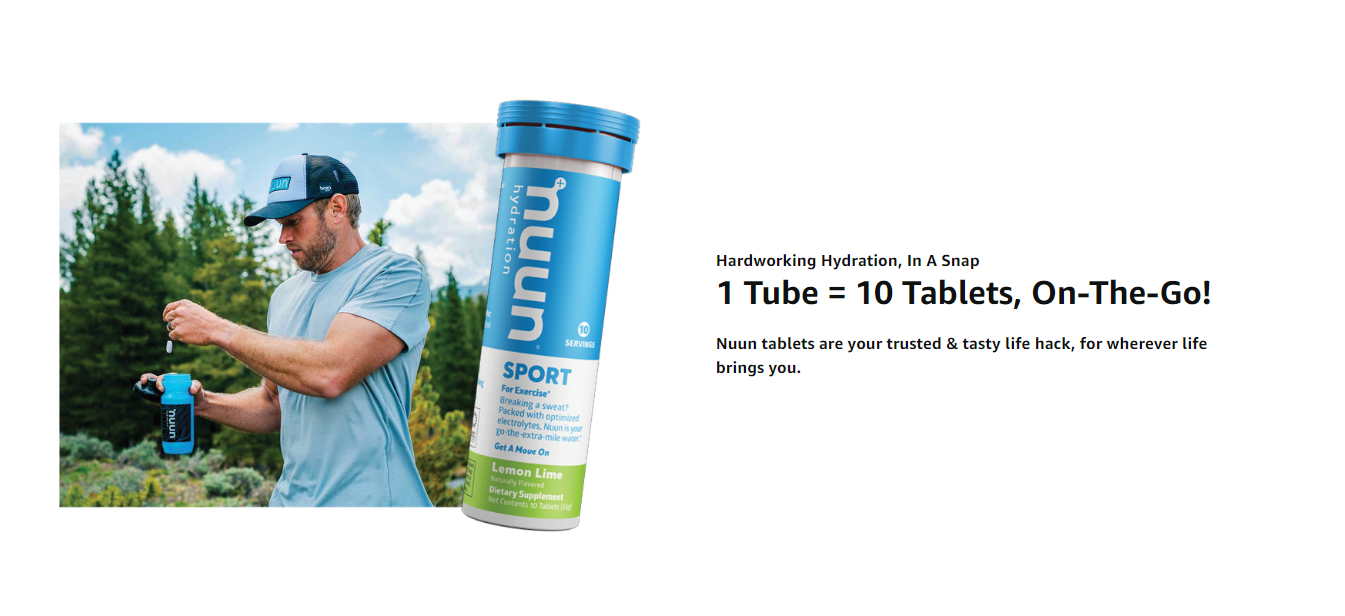 Hardworking Hydration, In A Snap
1 Tube = 10 Tablets, On-The-Go!
Nuun tablets are your trusted & tasty life hack, for wherever life
brings you.
nuun
hydration
10
SERVINGS
SPORT
For Exercise*
Breaking a sweat?
Packed with optimized
electrolytes, Nuun is your
go-the-extra-mile water.*
Get A Move On
Lemon Lime
Naturally Flavored
Dietary Supplement
Net Contents 10 Tablets (55g)
nuun